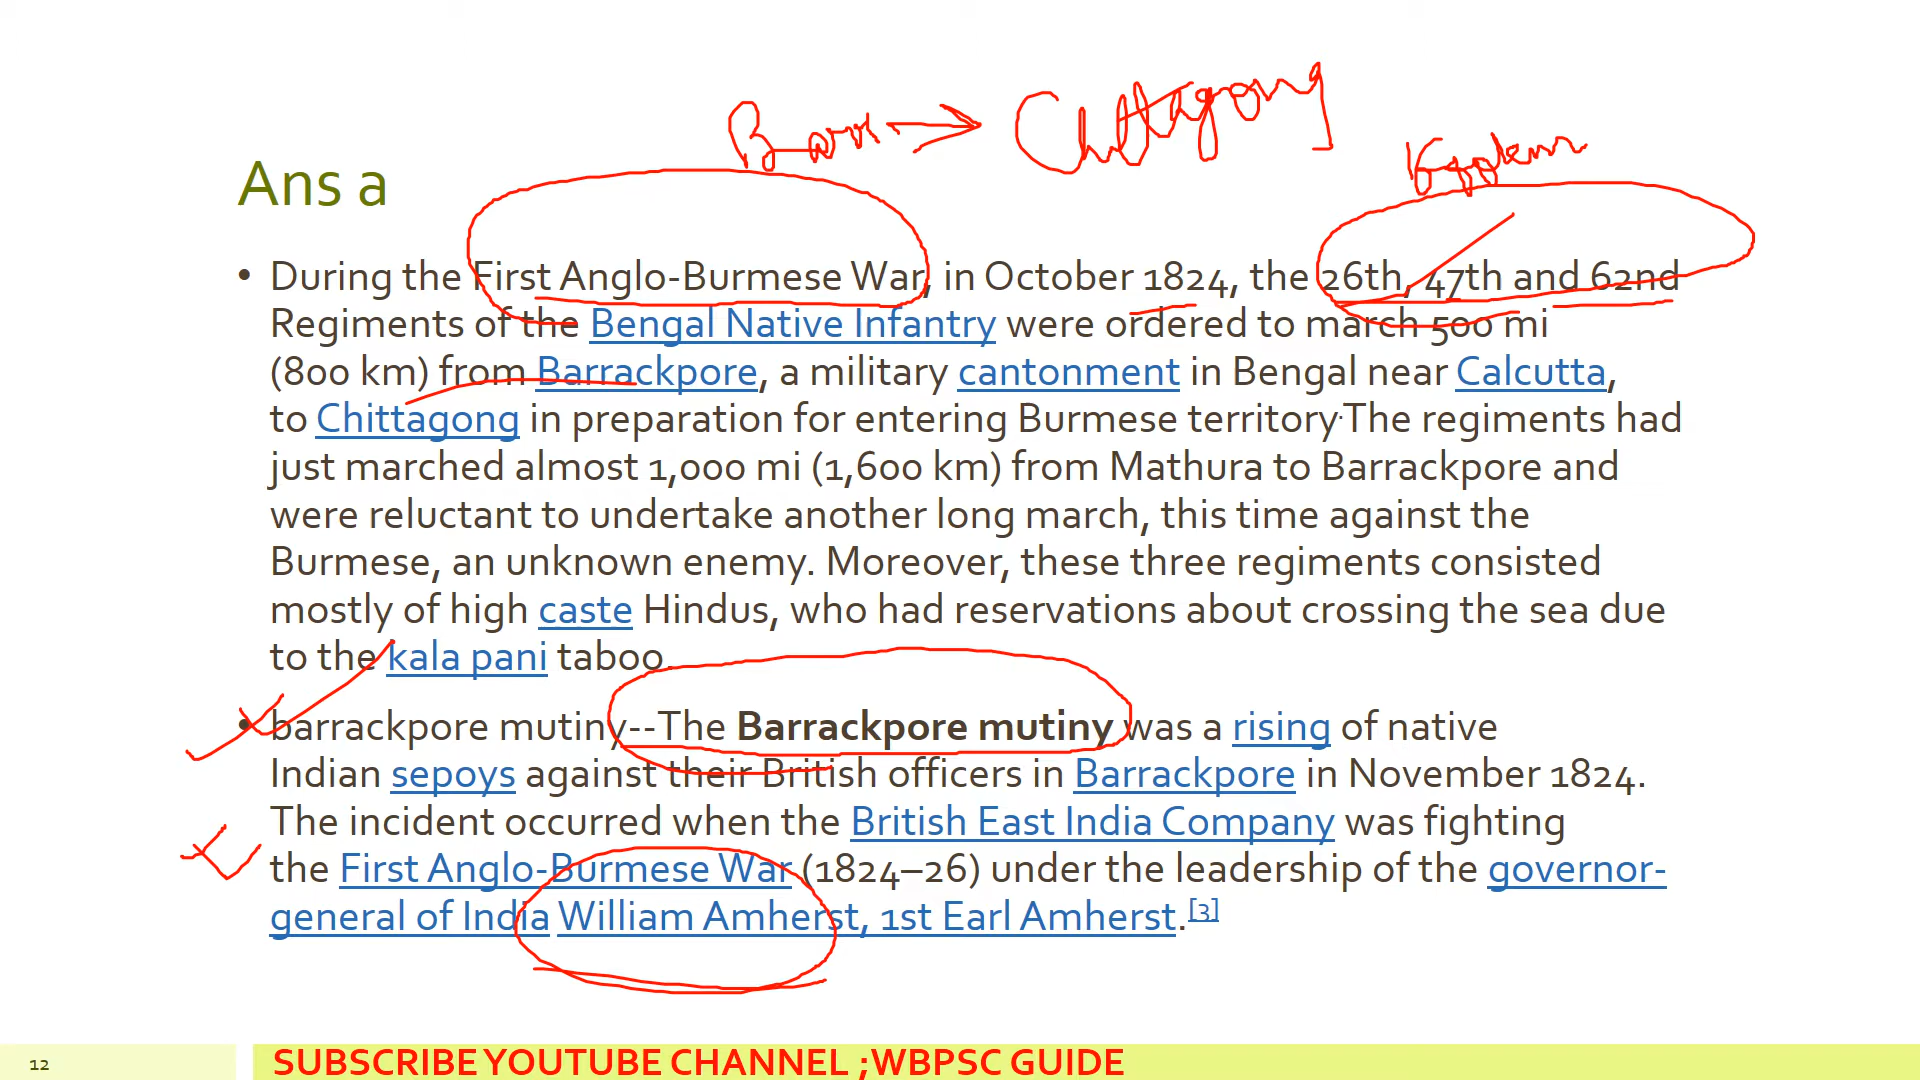 Barr → Chittagong
Ans a
• During the First Anglo-Burmese War, in October 1824, the 26th, 47th and 62nd
Regiments of the Bengal Native Infantry were ordered to march 500 mi
(800 km) from Barrackpore, a military cantonment in Bengal near Calcutta,
to Chittagong in preparation for entering Burmese territory.The regiments had
just marched almost 1,000 mi (1,600 km) from Mathura to Barrackpore and
were reluctant to undertake another long march, this time against the
Burmese, an unknown enemy. Moreover, these three regiments consisted
mostly of high caste Hindus, who had reservations about crossing the sea due
to the kala pani taboo.
• barrackpore mutiny--The Barrackpore mutiny was a rising of native
Indian sepoys against their British officers in Barrackpore in November 1824.
The incident occurred when the British East India Company was fighting
the First Anglo-Burmese War (1824–26) under the leadership of the governor-
general of India William Amherst, 1st Earl Amherst.[3]
12
SUBSCRIBE YOUTUBE CHANNEL ;WBPSC GUIDE